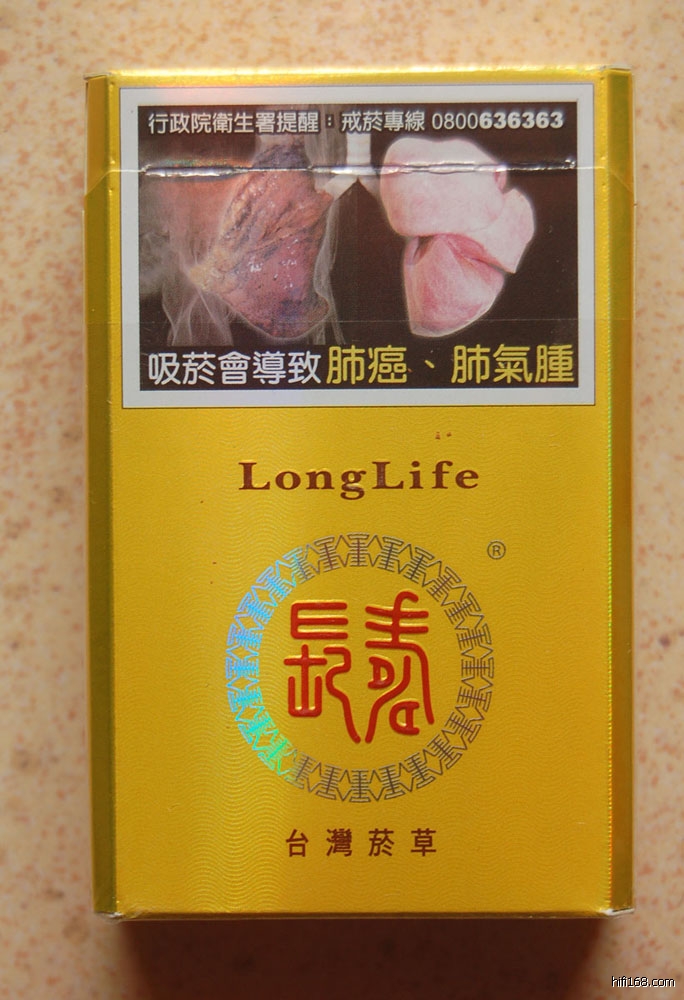 行政院衛生署提醒：戒菸專線 0800636363
吸菸會導致肺癌、肺氣腫
LongLife
®
長壽
台灣菸草
hifi168.com